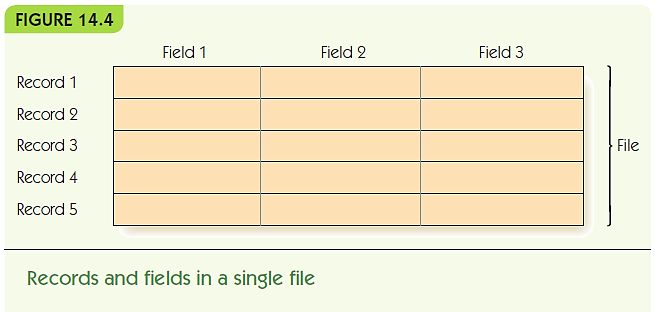 FIGURE 14.4
Field 1 Field 2 Field 3
Record 1
Record 2
Record 3 File
Record 4
Record 5
Records and fields in a single file